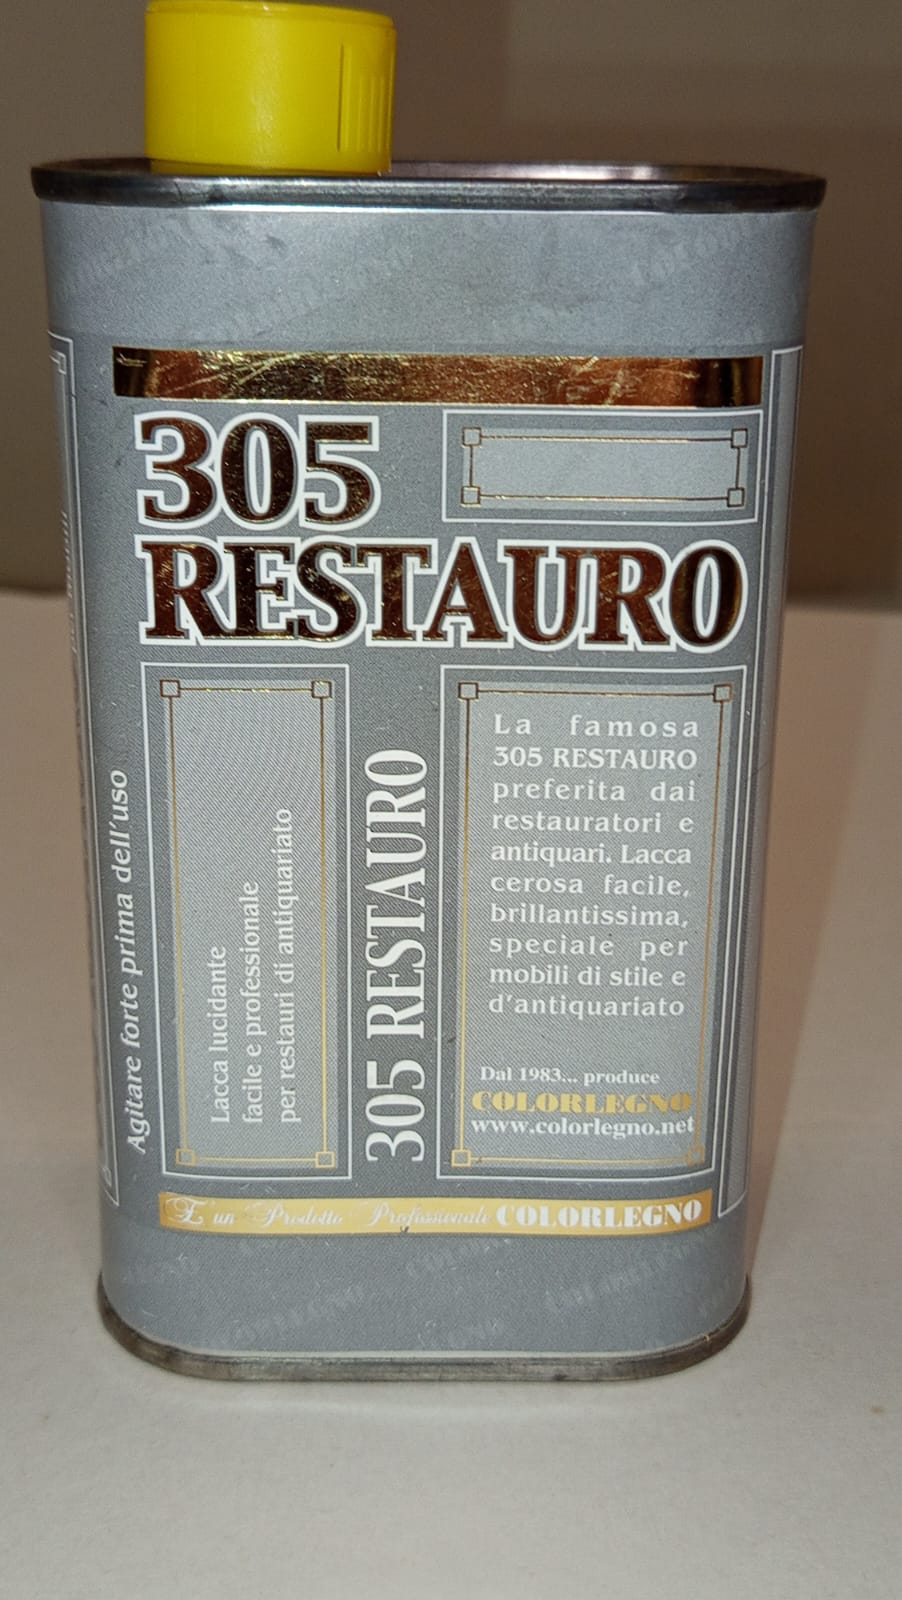 305
RESTAURO
Agitare forte prima dell'uso
Lacca lucidante
facile e professionale
per restauri di antiquariato
305 RESTAURO
La famosa
305 RESTAURO
preferita dai
restauratori e
antiquari. Lacca
cerosa facile,
brillantissima,
speciale per
mobili di stile e
d'antiquariato
Dal 1983... produce
COLORLEGNO
www.colorlegno.net
E' un Prodotto Professionale COLORLEGNO